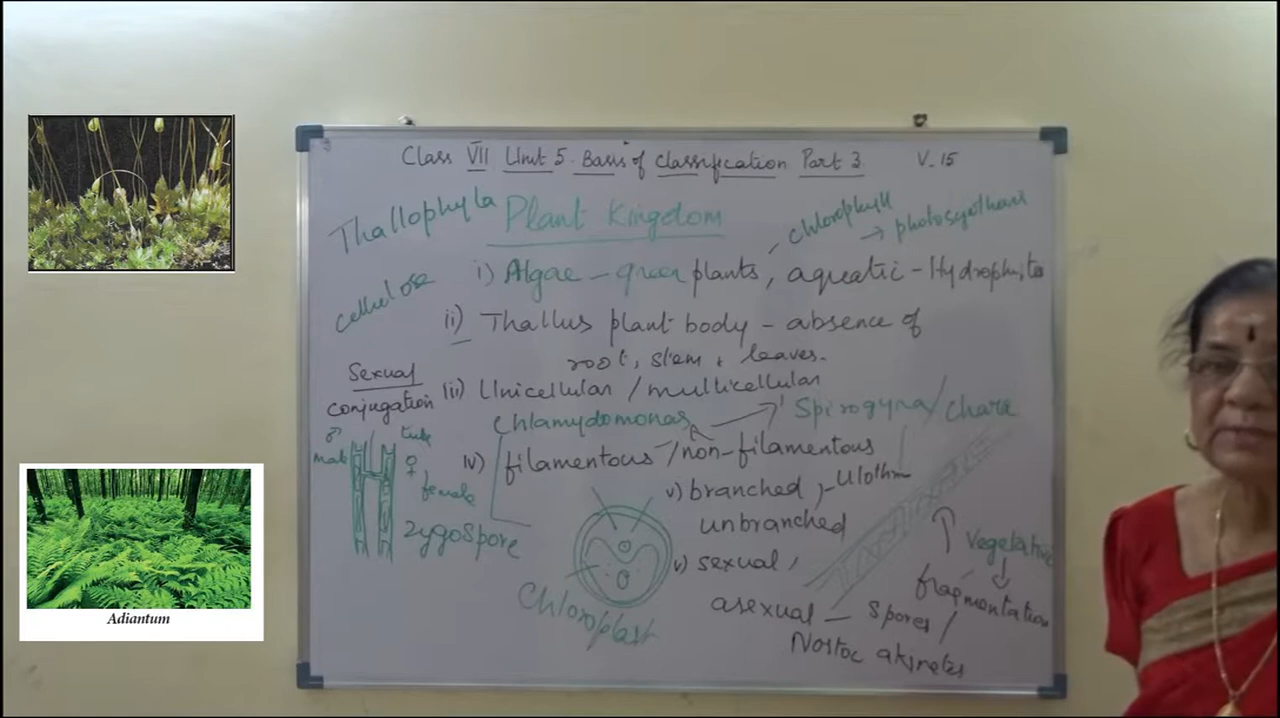 Class VII Unit 5 Basis of Classification Part 3 V-15
Thallophyta Plant Kingdom
chlorophyll
→ photosynthesis
i) Algae - green plants, aquatic - Hydrophytes
cellulose
ii) Thallus plant body - absence of
root, stem + leaves.
iii) Unicellular / multicellular
Chlamydomonas Spirogyra / chara
iv) filamentous / non-filamentous
v) branched, - Ulothrix
unbranched
v) sexual,
asexual - spores /
Nostoc akinetes
Sexual
conjugation
♂ tube
male ♀
female
zygospore
Chloroplast
Vegetative
fragmentation
Adiantum